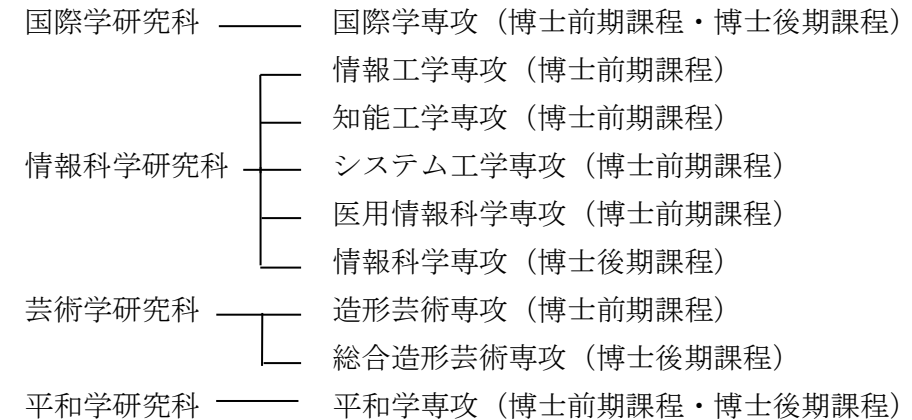 国際学研究科 国際学専攻（博士前期課程・博士後期課程）
情報工学専攻（博士前期課程）
知能工学専攻（博士前期課程）
情報科学研究科 システム工学専攻（博士前期課程）
医用情報科学専攻（博士前期課程）
情報科学専攻（博士後期課程）
芸術学研究科 造形芸術専攻（博士前期課程）
総合造形芸術専攻（博士後期課程）
平和学研究科 平和学専攻（博士前期課程・博士後期課程）